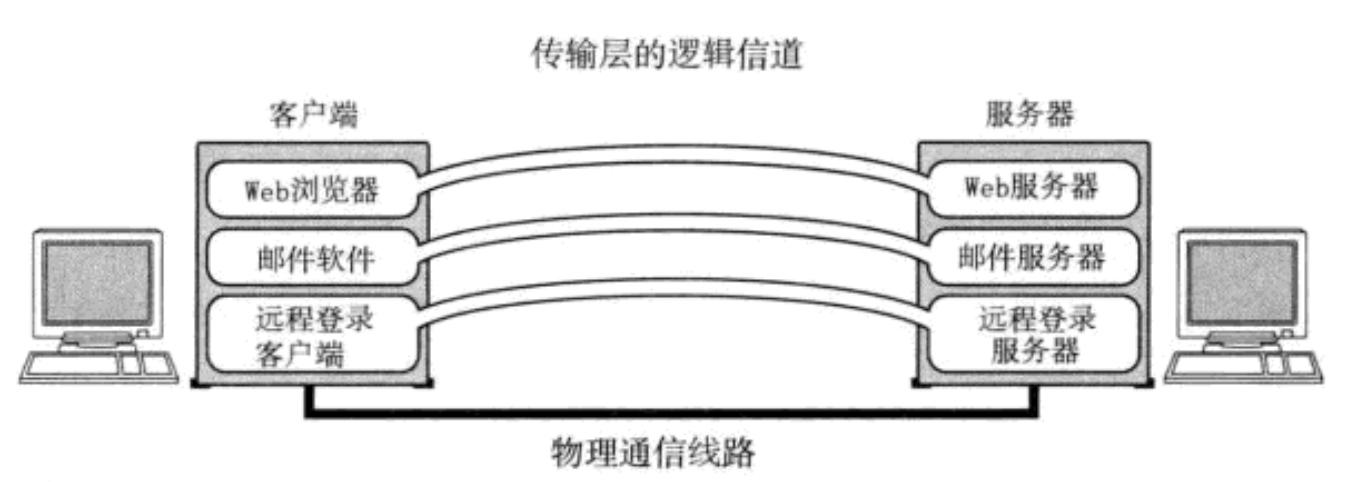 传输层的逻辑信道
客户端
服务器
Web浏览器
Web服务器
邮件软件
邮件服务器
远程登录
客户端
远程登录
服务器
物理通信线路